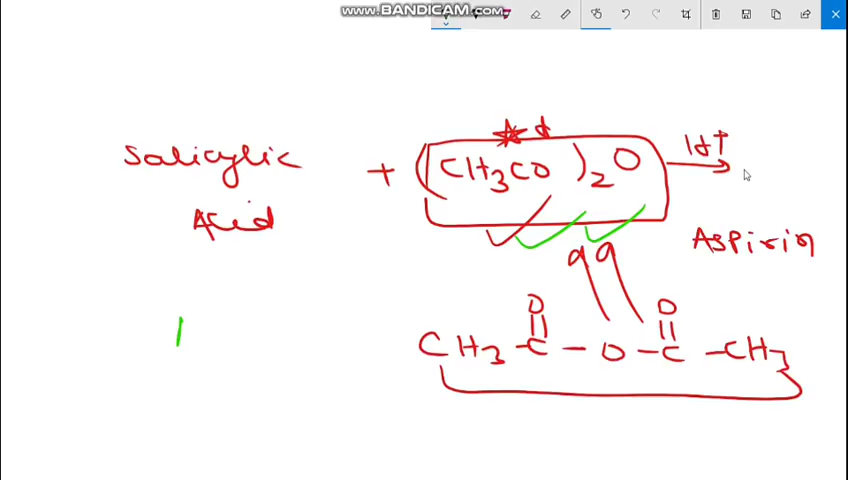 www.BANDICAM.com
Salicylic + (CH3CO)2O H+
Acid
Aspirin
O O
CH3 - C - O - C - CH3